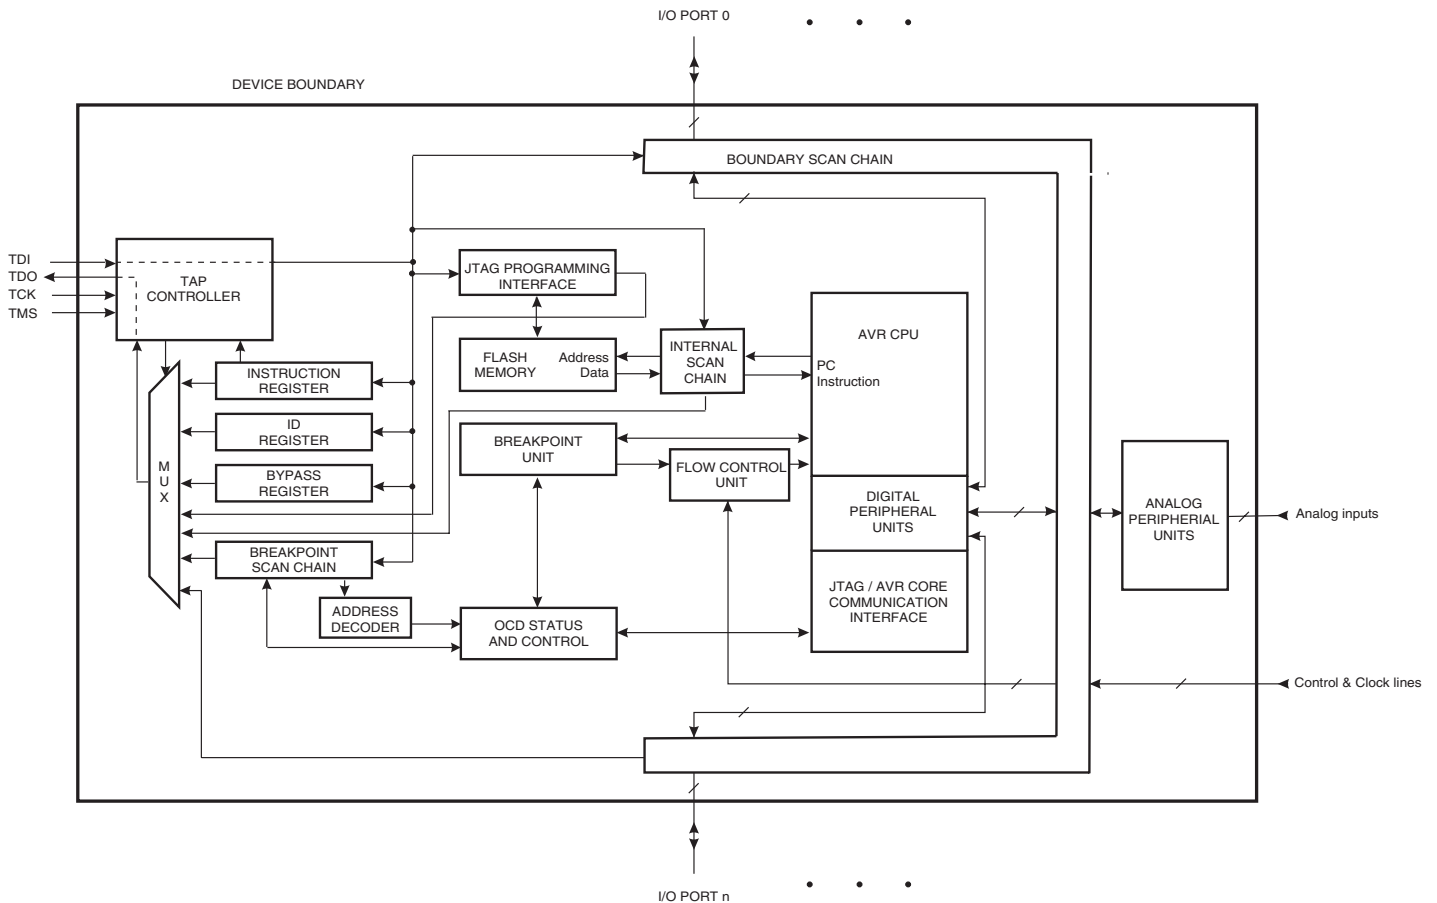 I/O PORT 0
DEVICE BOUNDARY
BOUNDARY SCAN CHAIN
TDI
TDO
TCK
TMS
TAP
CONTROLLER
JTAG PROGRAMMING
INTERFACE
AVR CPU
FLASH
MEMORY
Address
Data
INTERNAL
SCAN
CHAIN
PC
Instruction
INSTRUCTION
REGISTER
ID
REGISTER
BREAKPOINT
UNIT
FLOW CONTROL
UNIT
BYPASS
REGISTER
M
U
X
DIGITAL
PERIPHERAL
UNITS
ANALOG
PERIPHERIAL
UNITS
Analog inputs
BREAKPOINT
SCAN CHAIN
ADDRESS
DECODER
OCD STATUS
AND CONTROL
JTAG / AVR CORE
COMMUNICATION
INTERFACE
Control & Clock lines
I/O PORT n